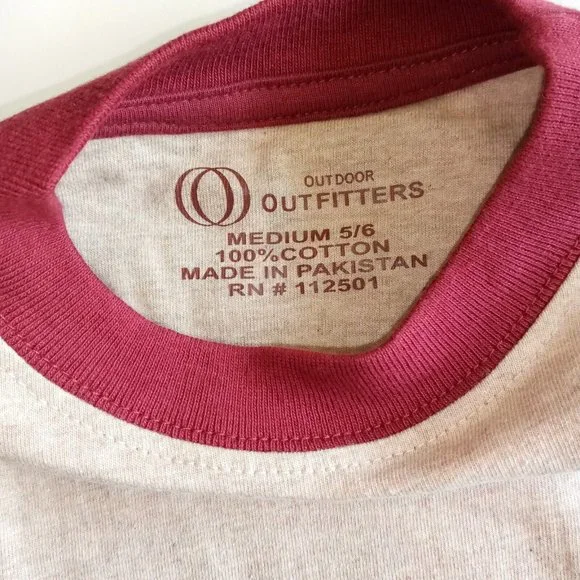 OUTDOOR
OUTFITTERS
MEDIUM 5/6
100%COTTON
MADE IN PAKISTAN
RN # 112501